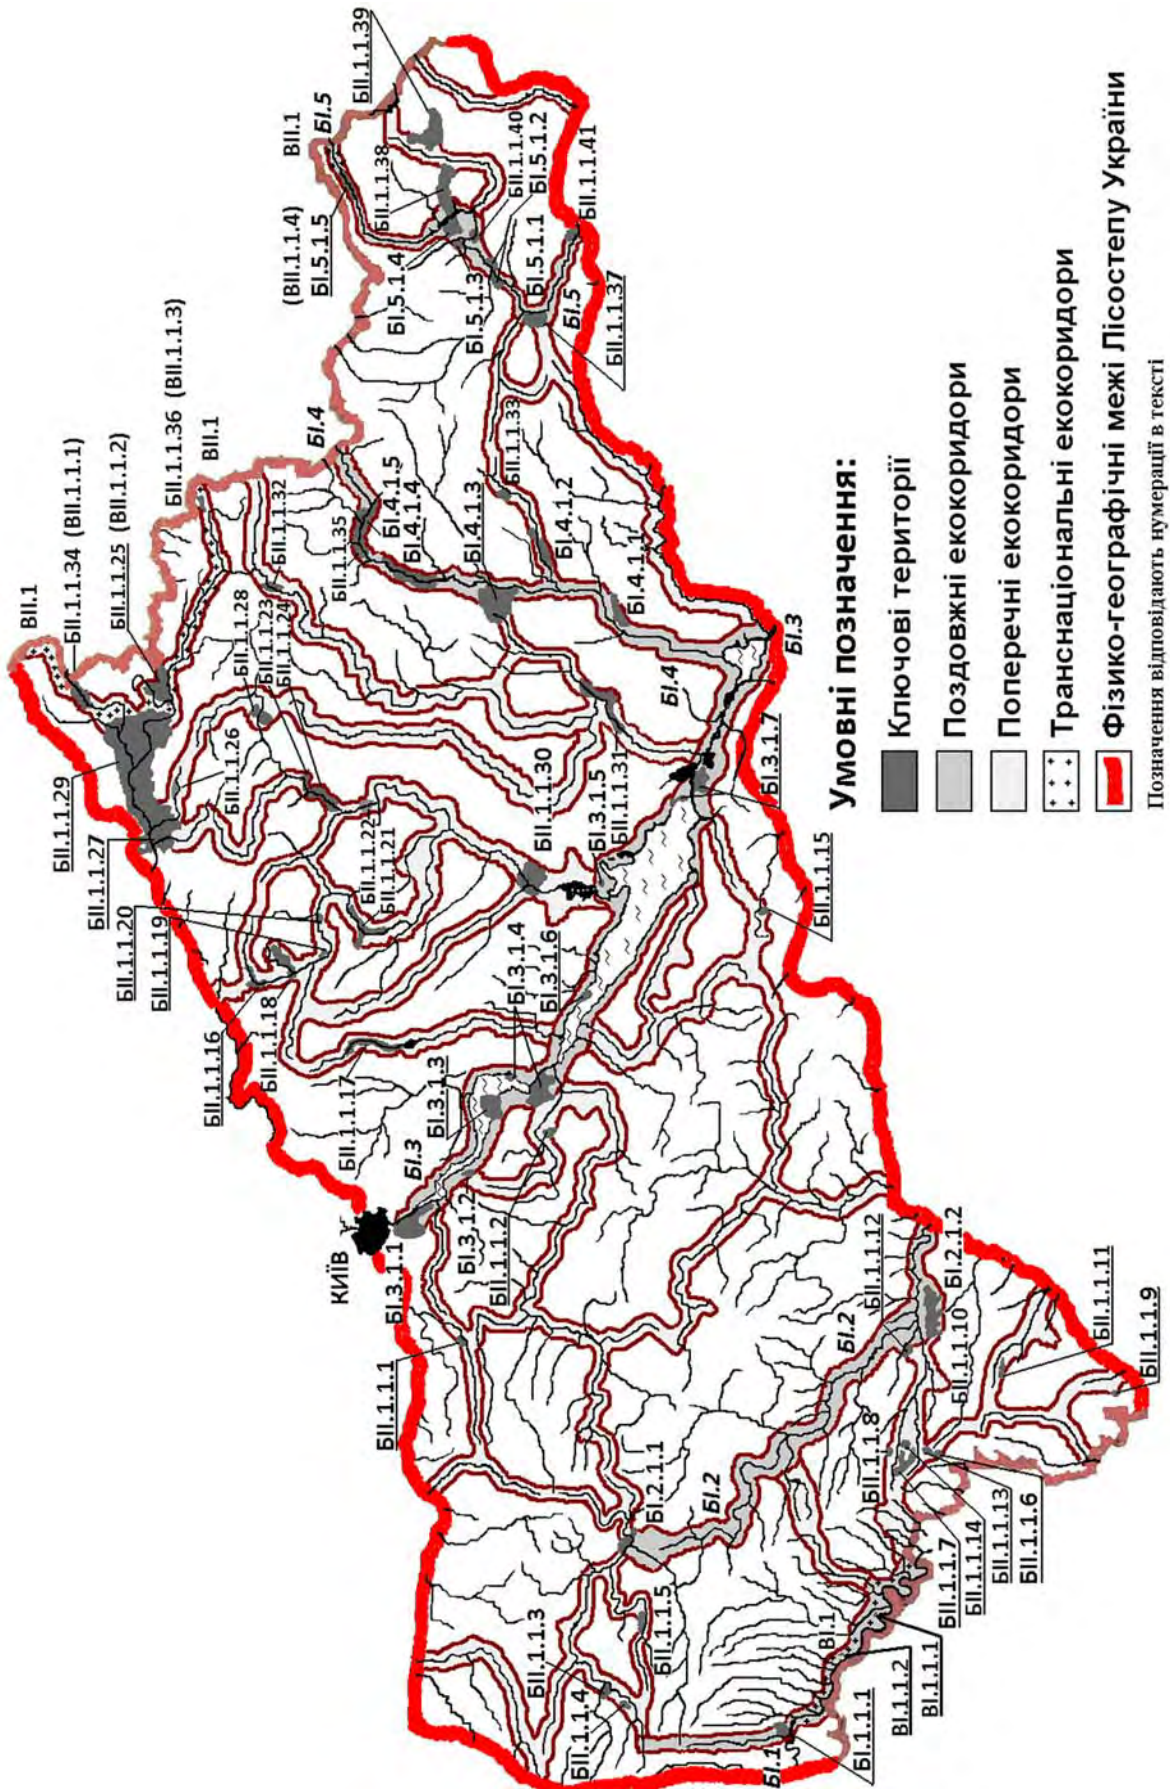 ВІІ.1
БІІ.1.1.34 (ВІІ.1.1.1)
БІІ.1.1.25 (ВІІ.1.1.2)
БІІ.1.1.36 (ВІІ.1.1.3)
ВІІ.1
БІІ.1.1.29
БІІ.1.1.27
БІІ.1.1.26
БІІ.1.1.28
БІІ.1.1.23
БІІ.1.1.24
БІІ.1.1.32
БІІ.1.1.20
БІІ.1.1.19
БІІ.1.1.22
БІІ.1.1.21
БІІ.1.1.16
БІІ.1.1.18
БІІ.1.1.17
БІІ.1.1.30
БІ.3.1.5
БІІ.1.1.31
БІІ.1.1.35
БІ.4
БІ.4.1.5
БІ.4.1.4
БІ.4.1.3
БІІ.1.1.33
БІ.4.1.2
БІ.4.1.1
БІ.4
БІ.3
(ВІІ.1.1.4)
БІ.5.1.5
ВІІ.1
БІ.5
БІІ.1.1.39
БІІ.1.1.38
БІ.5.1.4
БІ.5.1.3
БІІ.1.1.40
БІ.5.1.2
БІ.5.1.1
БІ.5
БІІ.1.1.41
БІІ.1.1.37
КИЇВ
БІ.3.1.1
БІ.3
БІ.3.1.2
БІІ.1.1.2
БІ.3.1.3
БІ.3.1.4
БІ.3.1.6
БІ.3.1.7
БІІ.1.1.15
БІІ.1.1.1
БІ.2.1.1
БІ.2
БІ.2
БІІ.1.1.12
БІ.2.1.2
БІІ.1.1.10
БІІ.1.1.11
БІІ.1.1.9
БІІ.1.1.8
БІІ.1.1.7
БІІ.1.1.14
БІІ.1.1.13
БІІ.1.1.6
БІІ.1.1.3
БІІ.1.1.4
БІІ.1.1.5
ВІ.1
ВІ.1.1.2
ВІ.1.1.1
БІ.1.1.1
БІ.1
Умовні позначення:
Ключові території
Поздовжні екокоридори
Поперечні екокоридори
Транснаціональні екокоридори
Фізико-географічні межі Лісостепу України
Позначення відповідають нумерації в тексті